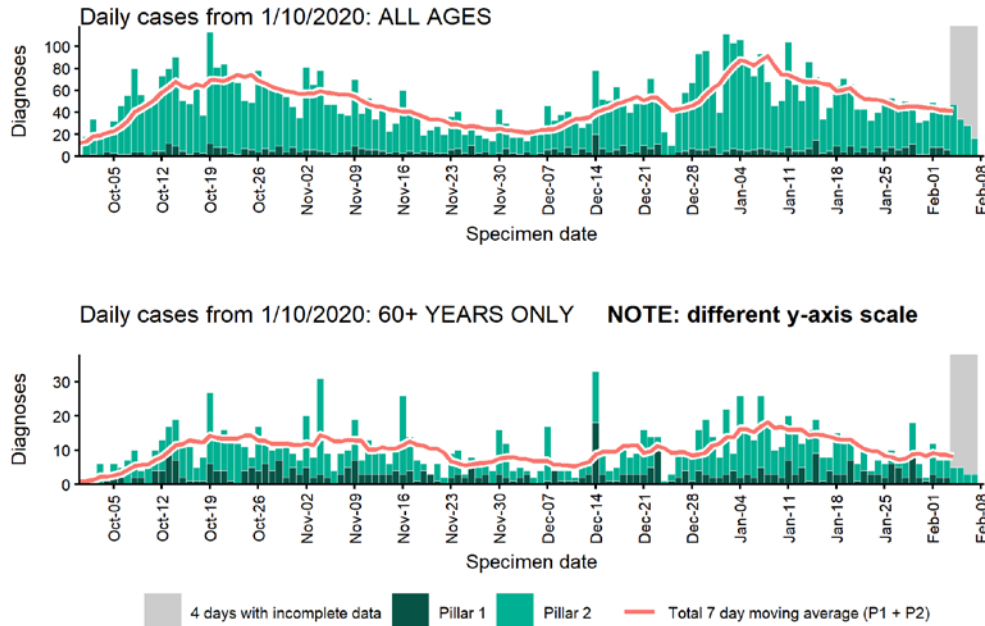 Daily cases from 1/10/2020: ALL AGES
Diagnoses
100
80
60
40
20
0
Oct-05
Oct-12
Oct-19
Oct-26
Nov-02
Nov-09
Nov-16
Nov-23
Nov-30
Dec-07
Dec-14
Dec-21
Dec-28
Jan-04
Jan-11
Jan-18
Jan-25
Feb-01
Feb-08
Specimen date
Daily cases from 1/10/2020: 60+ YEARS ONLY NOTE: different y-axis scale
Diagnoses
30
20
10
0
Oct-05
Oct-12
Oct-19
Oct-26
Nov-02
Nov-09
Nov-16
Nov-23
Nov-30
Dec-07
Dec-14
Dec-21
Dec-28
Jan-04
Jan-11
Jan-18
Jan-25
Feb-01
Feb-08
Specimen date
4 days with incomplete data Pillar 1 Pillar 2 Total 7 day moving average (P1 + P2)